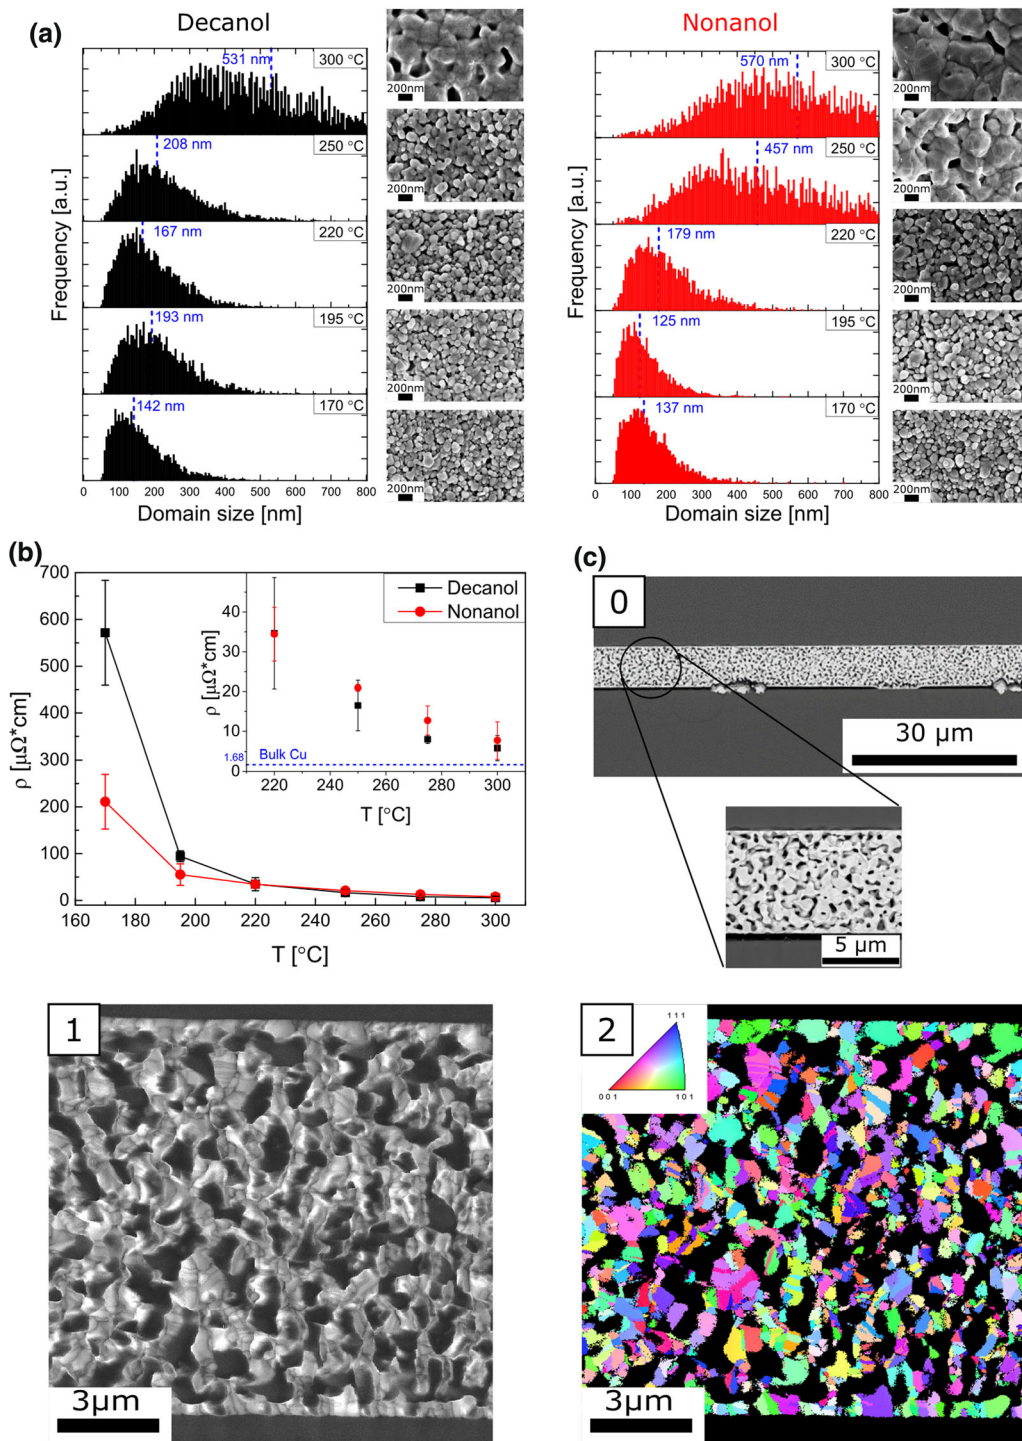 (a)
Decanol
Frequency [a.u.]
531 nm
300 °C
200nm
208 nm
250 °C
200nm
167 nm
220 °C
200nm
193 nm
195 °C
200nm
142 nm
170 °C
200nm
0 100 200 300 400 500 600 700 800
Domain size [nm]
Nonanol
Frequency [a.u.]
570 nm
300 °C
200nm
457 nm
250 °C
200nm
179 nm
220 °C
200nm
125 nm
195 °C
200nm
137 nm
170 °C
200nm
0 100 200 300 400 500 600 700 800
Domain size [nm]
(b)
700
600
500
400
300
200
100
0
ρ [μΩ*cm]
160 180 200 220 240 260 280 300
T [°C]
Decanol
Nonanol
40
30
20
10
0
ρ [μΩ*cm]
1.68
Bulk Cu
220 240 260 280 300
T [°C]
(c)
0
30 μm
5 μm
1
3μm
2
111
001 101
3μm